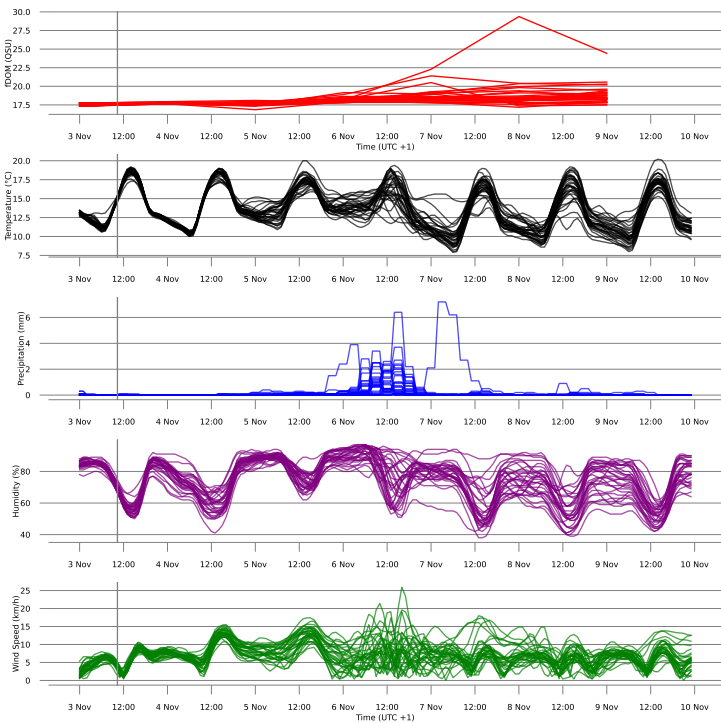 fDOM (QSU)
30.0
27.5
25.0
22.5
20.0
17.5
3 Nov 12:00 4 Nov 12:00 5 Nov 12:00 6 Nov 12:00 7 Nov 12:00 8 Nov 12:00 9 Nov 12:00 10 Nov
Time (UTC +1)
Temperature (°C)
20.0
17.5
15.0
12.5
10.0
7.5
3 Nov 12:00 4 Nov 12:00 5 Nov 12:00 6 Nov 12:00 7 Nov 12:00 8 Nov 12:00 9 Nov 12:00 10 Nov
Precipitation (mm)
6
4
2
0
3 Nov 12:00 4 Nov 12:00 5 Nov 12:00 6 Nov 12:00 7 Nov 12:00 8 Nov 12:00 9 Nov 12:00 10 Nov
Humidity (%)
80
60
40
3 Nov 12:00 4 Nov 12:00 5 Nov 12:00 6 Nov 12:00 7 Nov 12:00 8 Nov 12:00 9 Nov 12:00 10 Nov
Wind Speed (km/h)
25
20
15
10
5
0
3 Nov 12:00 4 Nov 12:00 5 Nov 12:00 6 Nov 12:00 7 Nov 12:00 8 Nov 12:00 9 Nov 12:00 10 Nov
Time (UTC +1)